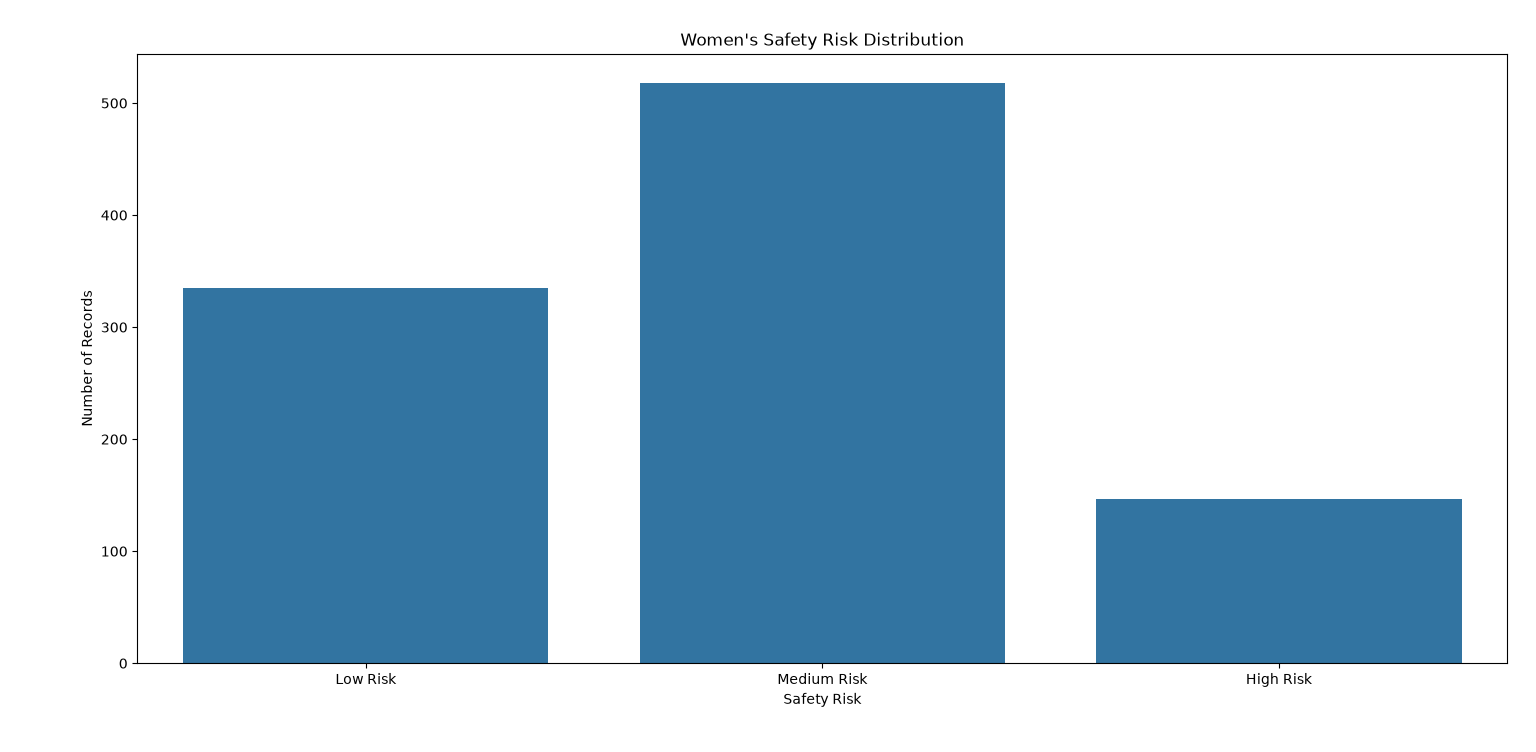 Women's Safety Risk Distribution
Number of Records
500
400
300
200
100
0
Low Risk
Medium Risk
High Risk
Safety Risk